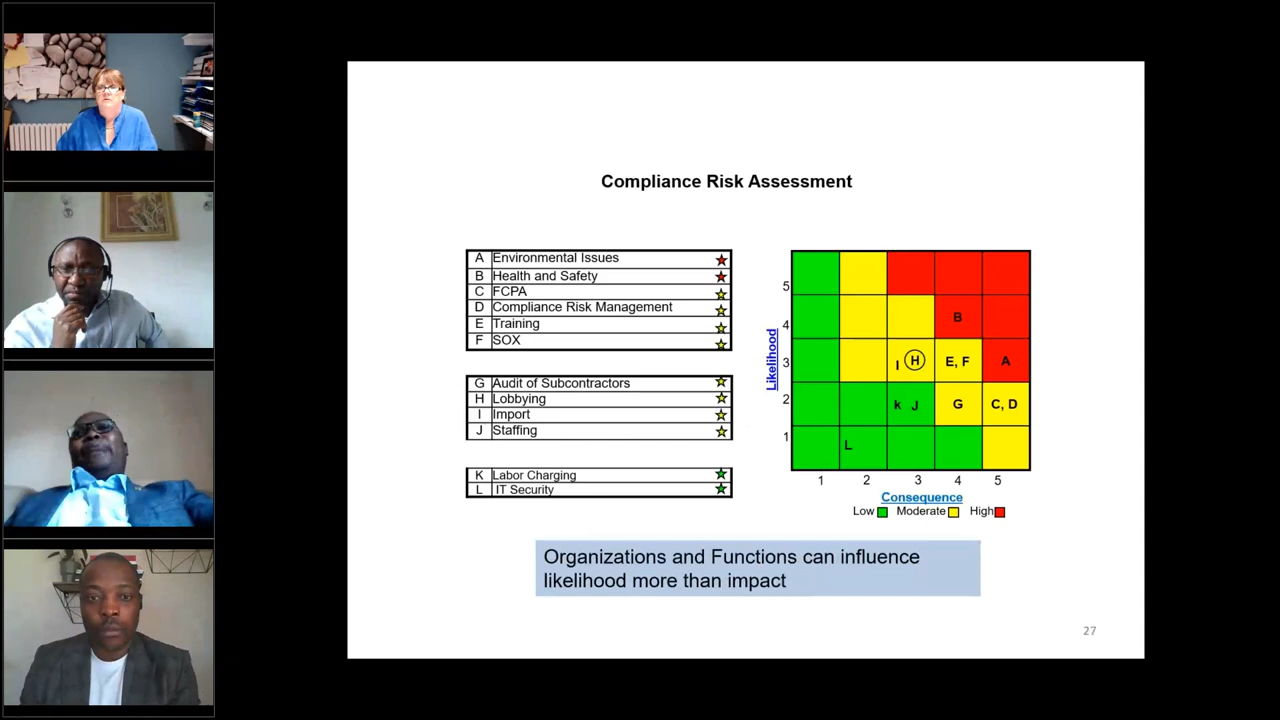 Compliance Risk Assessment
A Environmental Issues
B Health and Safety
C FCPA
D Compliance Risk Management
E Training
F SOX
G Audit of Subcontractors
H Lobbying
I Import
J Staffing
K Labor Charging
L IT Security
Likelihood
5
4 B
3 I H E, F A
2 k J G C, D
1 L
1 2 3 4 5
Consequence
Low Moderate High
Organizations and Functions can influence
likelihood more than impact
27